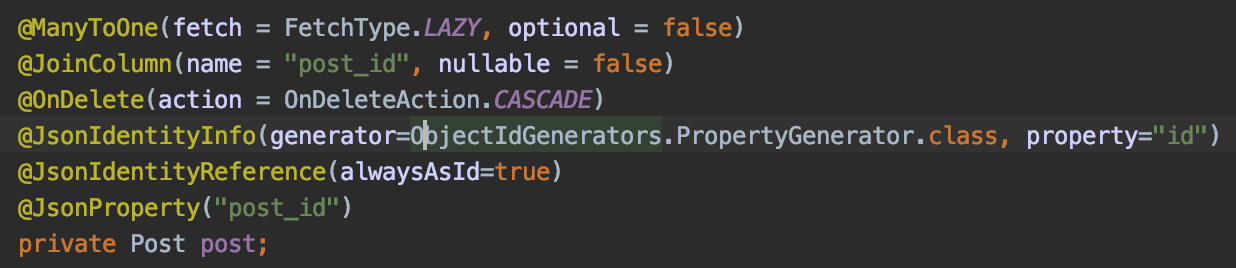 @ManyToOne(fetch = FetchType.LAZY, optional = false)
@JoinColumn(name = "post_id", nullable = false)
@OnDelete(action = OnDeleteAction.CASCADE)
@JsonIdentityInfo(generator=ObjectIdGenerators.PropertyGenerator.class, property="id")
@JsonIdentityReference(alwaysAsId=true)
@JsonProperty("post_id")
private Post post;